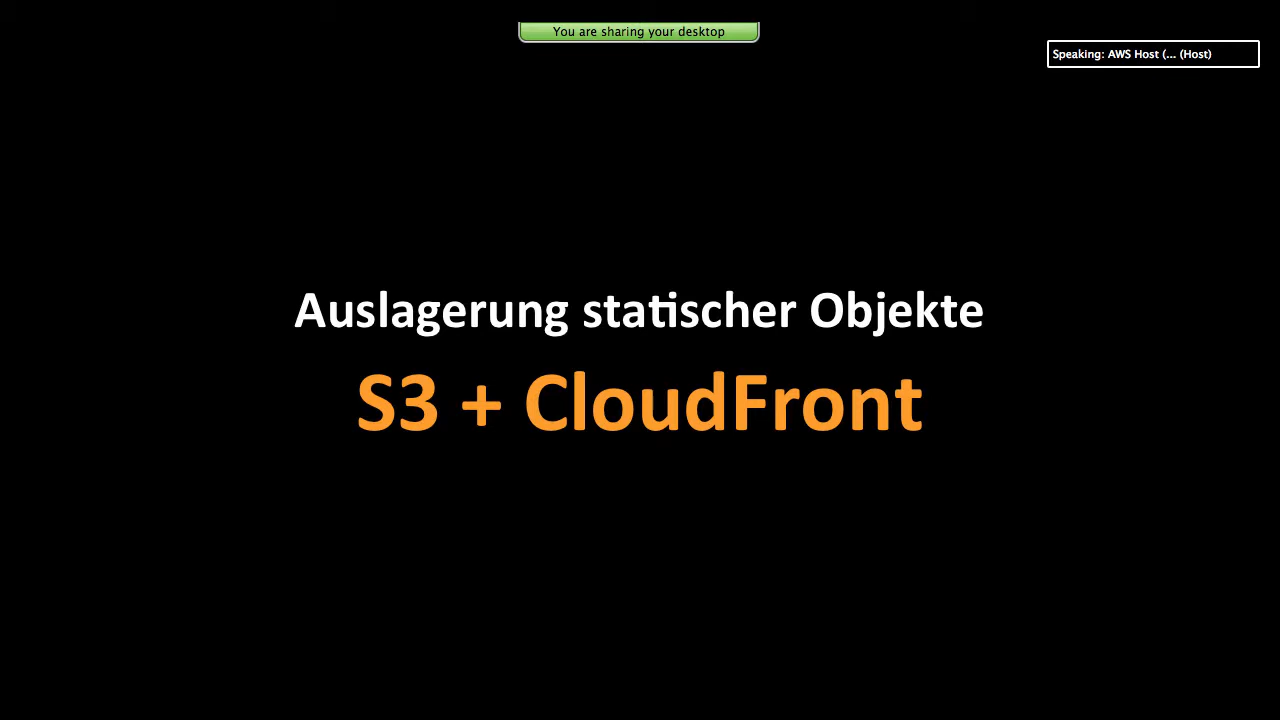 You are sharing your desktop
Speaking: AWS Host (... (Host)
Auslagerung statischer Objekte
S3 + CloudFront